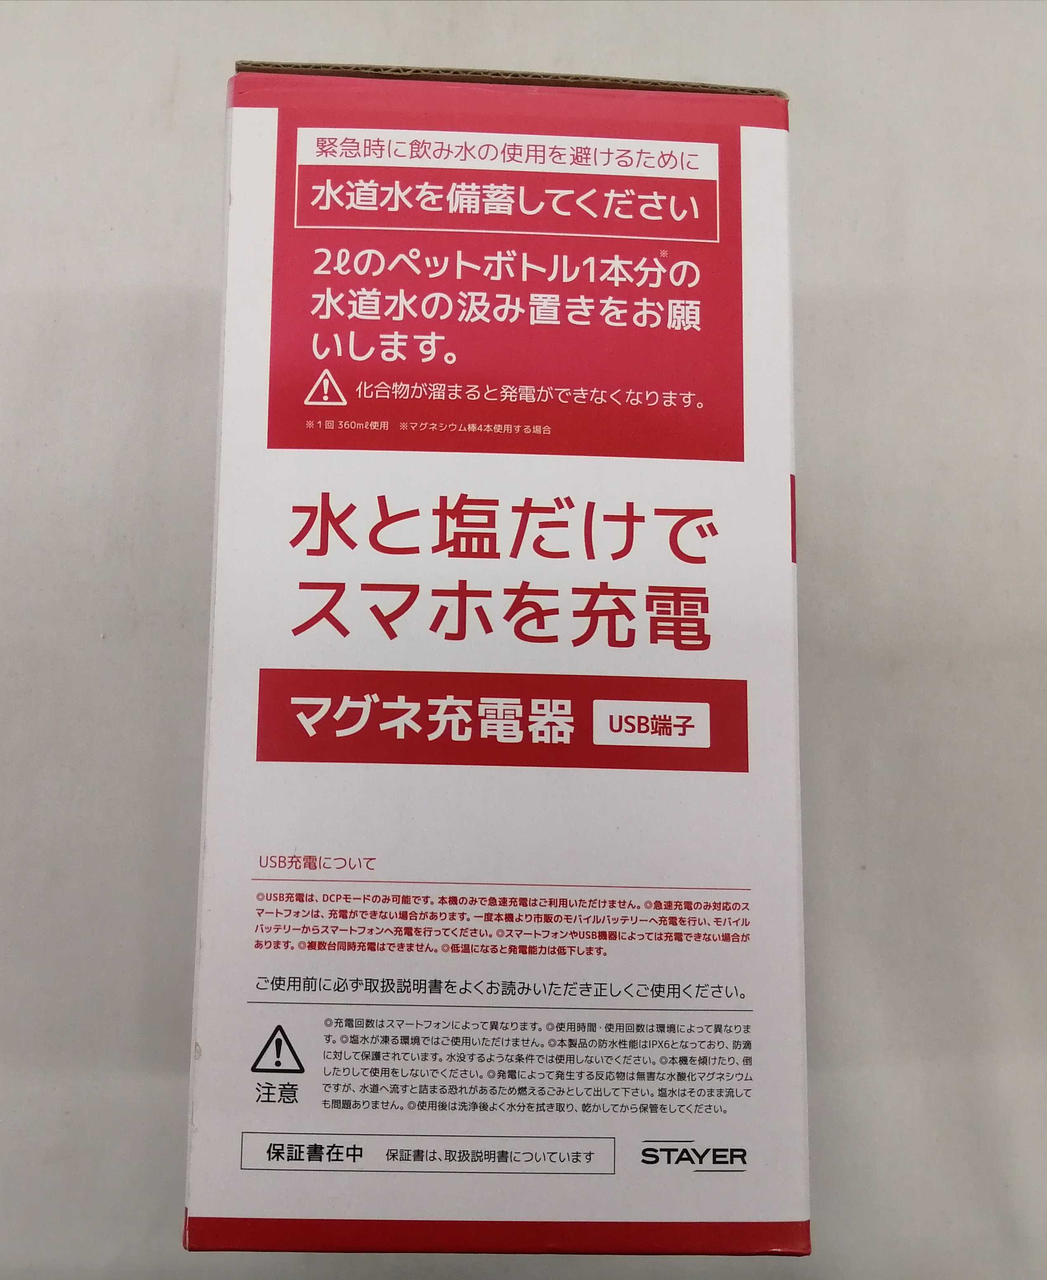 緊急時に飲み水の使用を避けるために
水道水を備蓄してください
2ℓのペットボトル1本分※の
水道水の汲み置きをお願
いします。
化合物が溜まると発電ができなくなります。
※1回 360mℓ使用 ※マグネシウム棒4本使用する場合
水と塩だけで
スマホを充電
マグネ充電器 USB端子
USB充電について
◎USB充電は、DCPモードのみ可能です。本機のみで急速充電はご利用いただけません。◎急速充電のみ対応のス
マートフォンは、充電ができない場合があります。一度本機より市販のモバイルバッテリーへ充電を行い、モバイル
バッテリーからスマートフォンへ充電を行ってください。◎スマートフォンやUSB機器によっては充電できない場合が
あります。◎複数台同時充電はできません。◎低温になると発電能力は低下します。
ご使用前に必ず取扱説明書をよくお読みいただき正しくご使用ください。
注意
◎充電回数はスマートフォンによって異なります。◎使用時間・使用回数は環境によって異なりま
す。◎塩水が凍る環境ではご使用いただけません。◎本製品の防水性能はIPX6となっており、防滴
に対して保護されています。水没するような条件では使用しないでください。◎本機を傾けたり、倒
したりして使用をしないでください。◎発電によって発生する反応物は無害な水酸化マグネシウム
ですが、水道へ流すと詰まる恐れがあるため燃えるごみとして出して下さい。塩水はそのまま流して
も問題ありません。◎使用後は洗浄後よく水分を拭き取り、乾かしてから保管をしてください。
保証書在中 保証書は、取扱説明書についています
STAYER